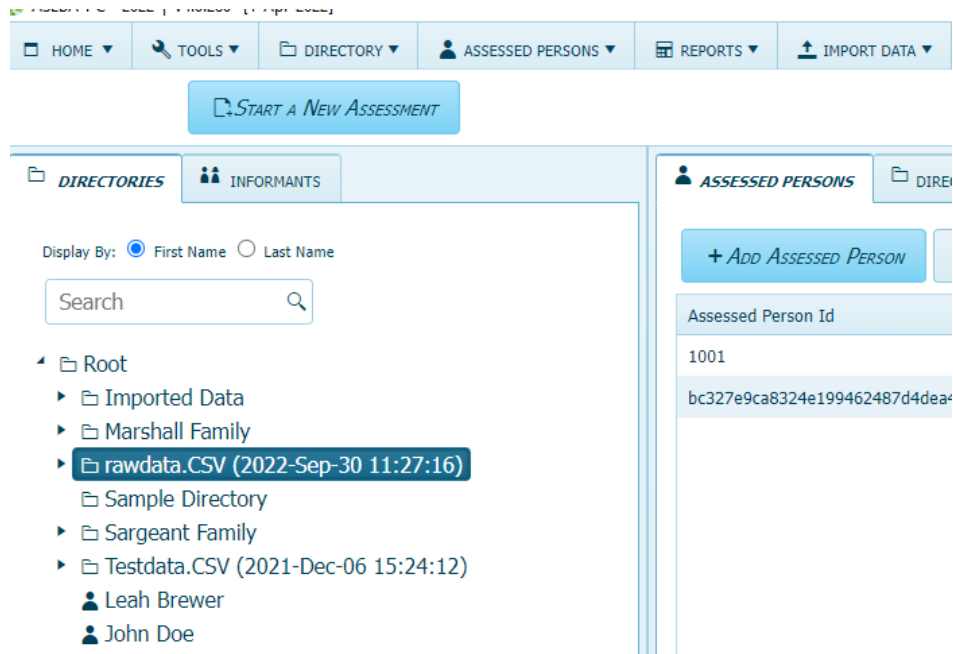 HOME ▼ TOOLS ▼ DIRECTORY ▼ ASSESSED PERSONS ▼ REPORTS ▼ IMPORT DATA ▼
START A NEW ASSESSMENT
DIRECTORIES INFORMANTS
ASSESSED PERSONS
Display By: First Name Last Name
+ ADD ASSESSED PERSON
Search
Assessed Person Id
Root
1001
Imported Data
bc327e9ca8324e199462487d4dea4
Marshall Family
rawdata.CSV (2022-Sep-30 11:27:16)
Sample Directory
Sargeant Family
Testdata.CSV (2021-Dec-06 15:24:12)
Leah Brewer
John Doe